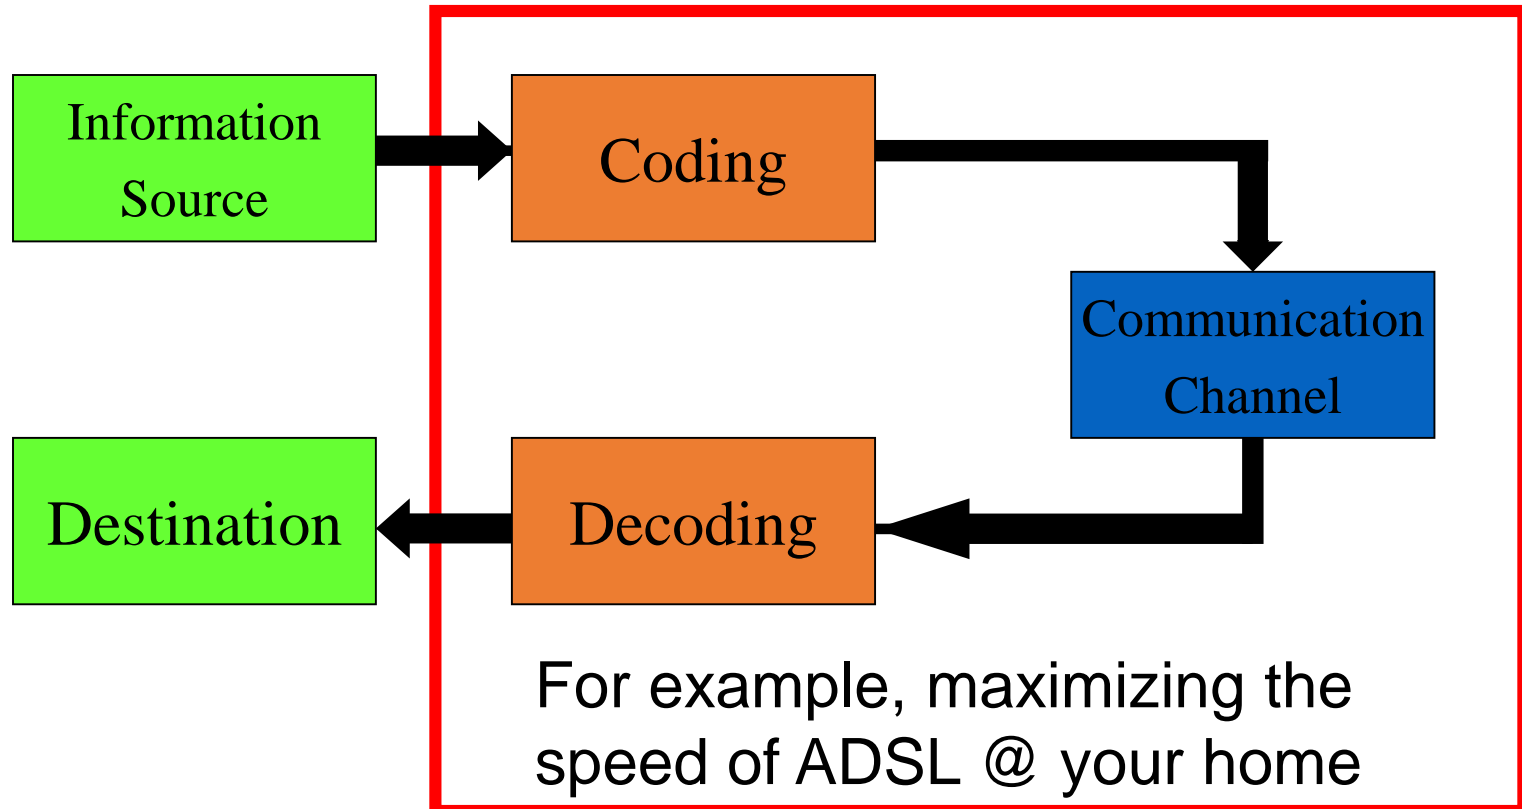 Information
Source
Coding
Communication
Channel
Destination
Decoding
For example, maximizing the
speed of ADSL @ your home